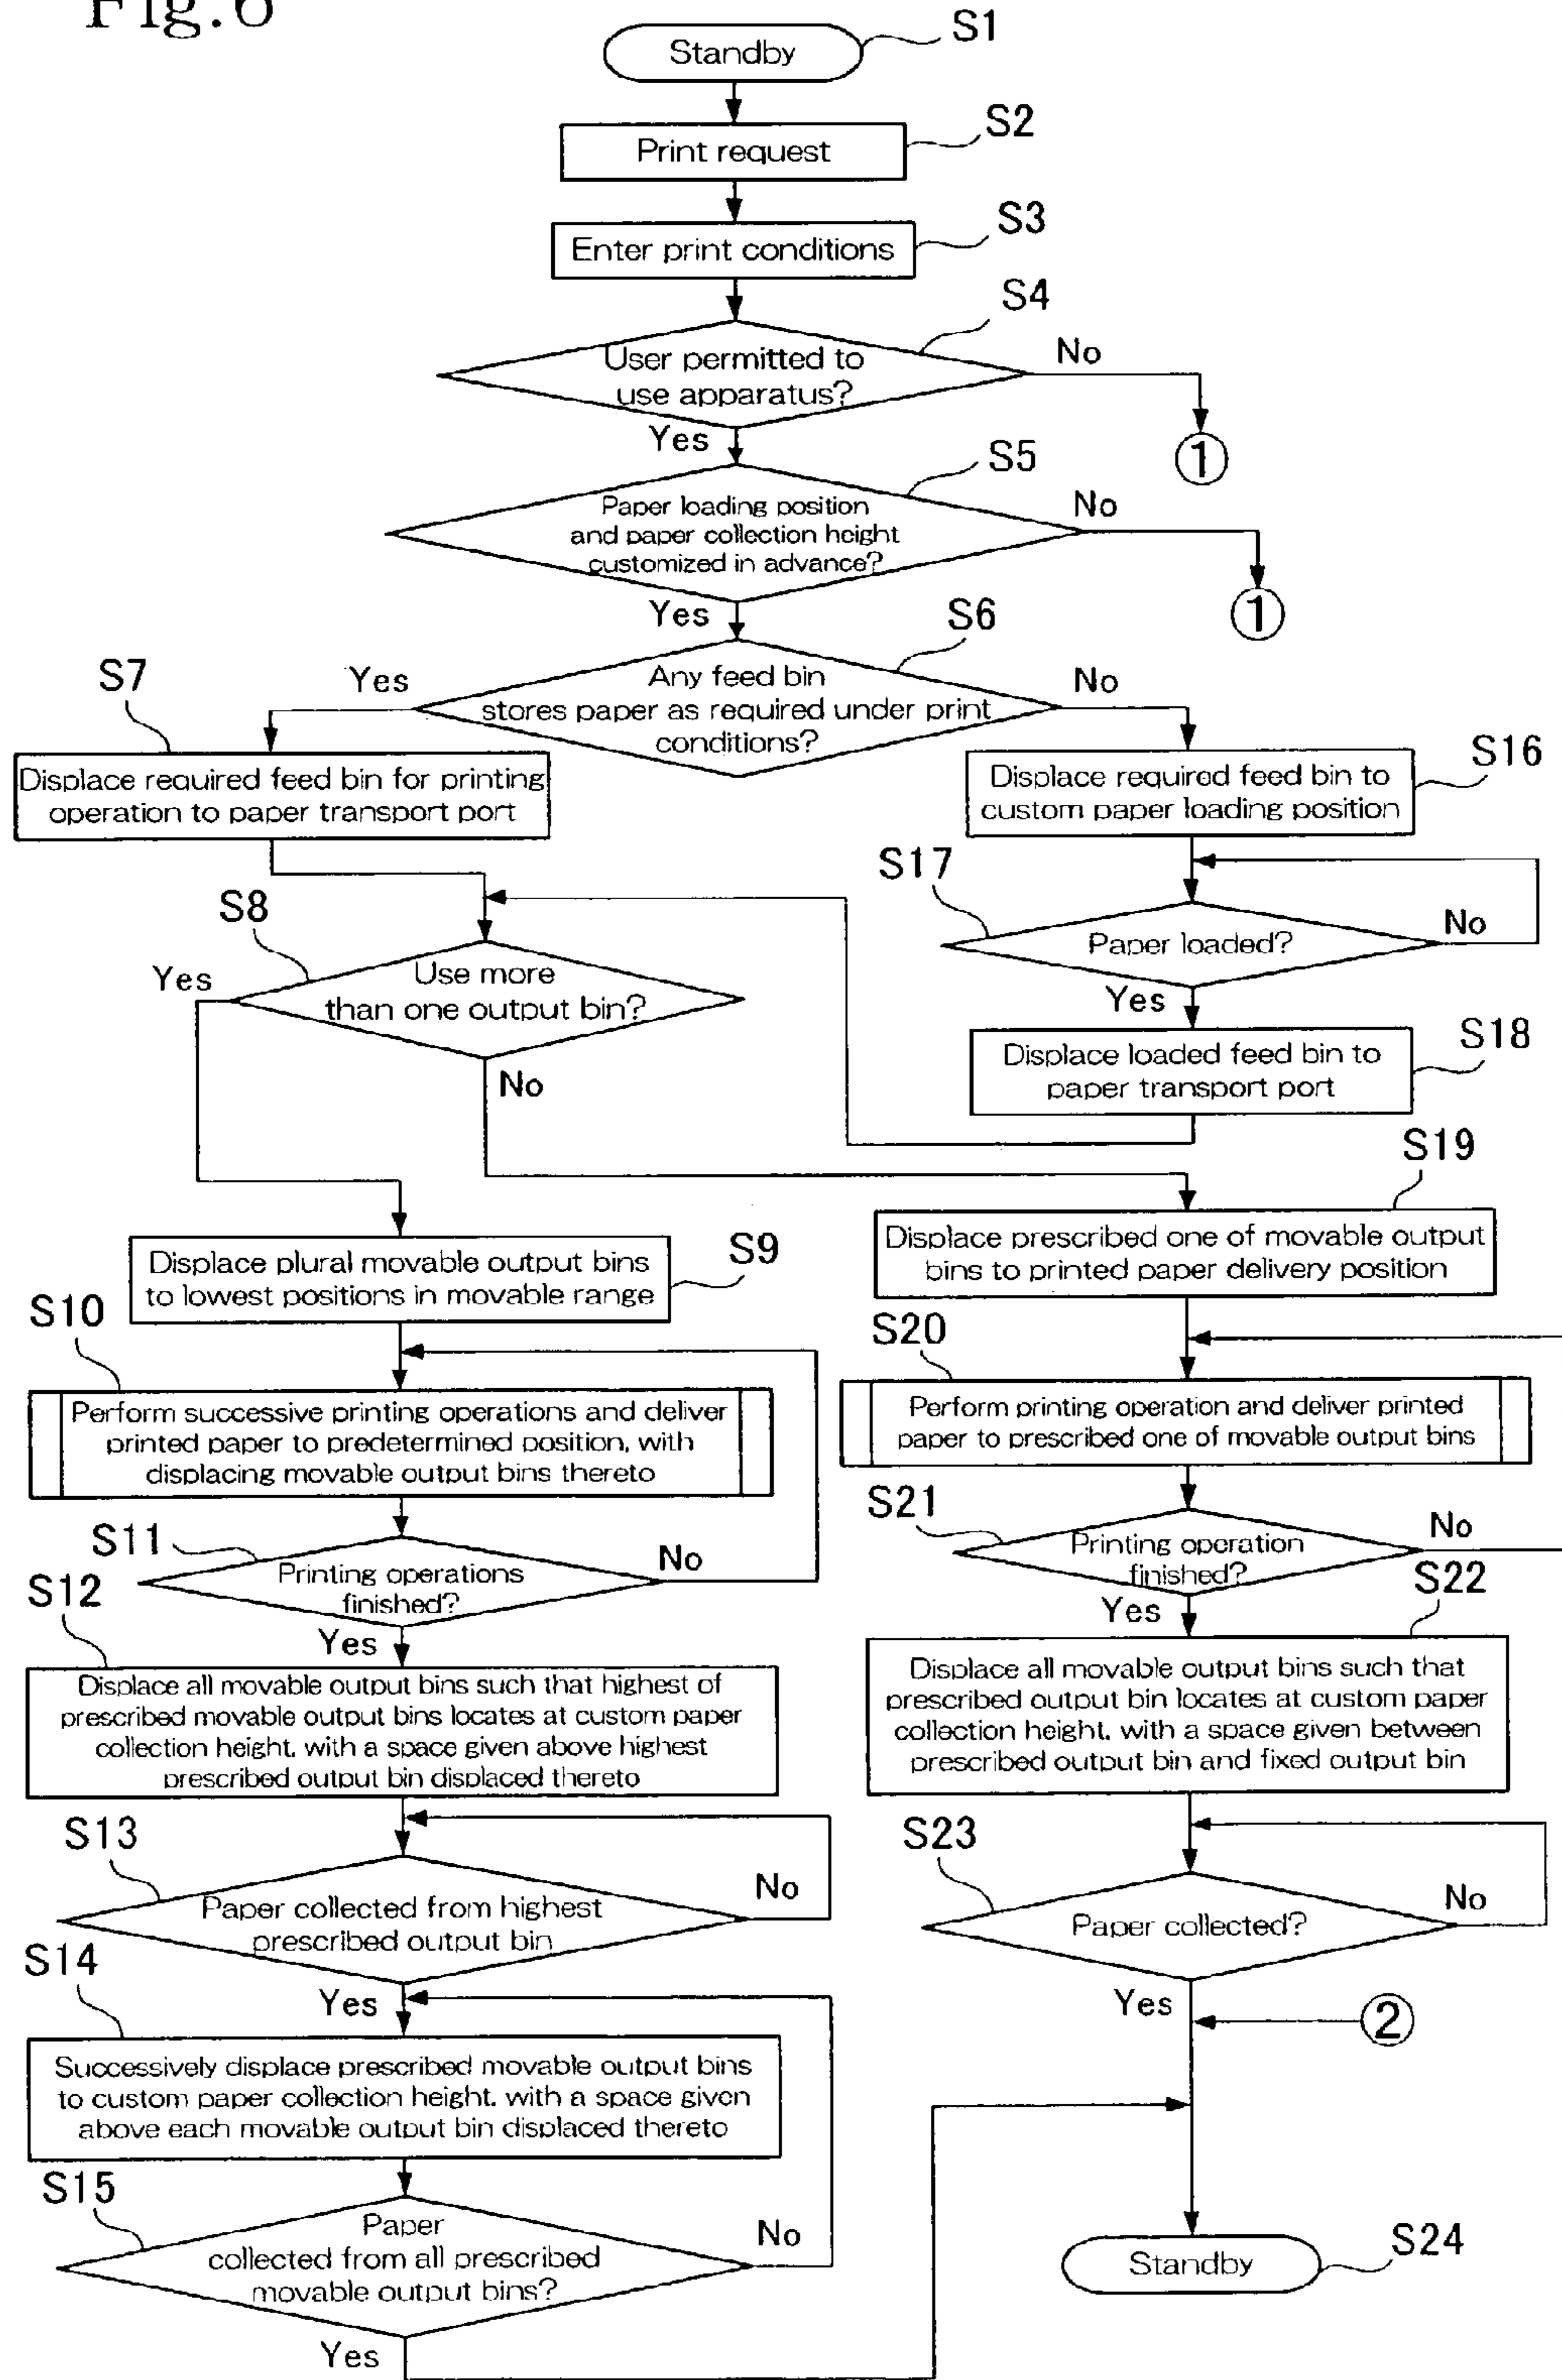 Fig.6
Standby
S1
Print request
S2
Enter print conditions
S3
User permitted to
use apparatus?
S4
No
①
Yes
Paper loading position
and paper collection height
customized in advance?
S5
No
①
Yes
Any feed bin
stores paper as required under print
conditions?
S6
Yes
No
S7
Displace required feed bin for printing
operation to paper transport port
Displace required feed bin to
custom paper loading position
S16
S17
Paper loaded?
No
Yes
Displace loaded feed bin to
paper transport port
S18
S8
Use more
than one output bin?
Yes
No
Displace plural movable output bins
to lowest positions in movable range
S9
S10
Perform successive printing operations and deliver
printed paper to predetermined position, with
displacing movable output bins thereto
S11
Printing operations
finished?
No
Yes
S12
Displace all movable output bins such that highest of
prescribed movable output bins locates at custom paper
collection height, with a space given above highest
prescribed output bin displaced thereto
S13
Paper collected from highest
prescribed output bin
No
Yes
S14
Successively displace prescribed movable output bins
to custom paper collection height, with a space given
above each movable output bin displaced thereto
S15
Paper
collected from all prescribed
movable output bins?
No
Yes
S19
Displace prescribed one of movable output
bins to printed paper delivery position
S20
Perform printing operation and deliver printed
paper to prescribed one of movable output bins
S21
Printing operation
finished?
No
Yes
S22
Displace all movable output bins such that
prescribed output bin locates at custom paper
collection height, with a space given between
prescribed output bin and fixed output bin
S23
Paper collected?
No
Yes
②
Standby
S24